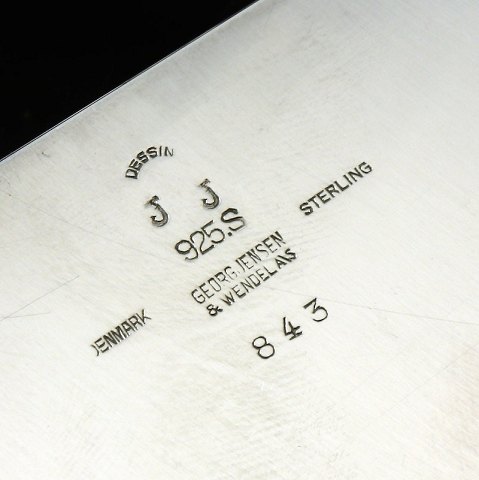 DESSIN
J J
925.S
STERLING
GEORG JENSEN
& WENDEL A/S
DENMARK
843